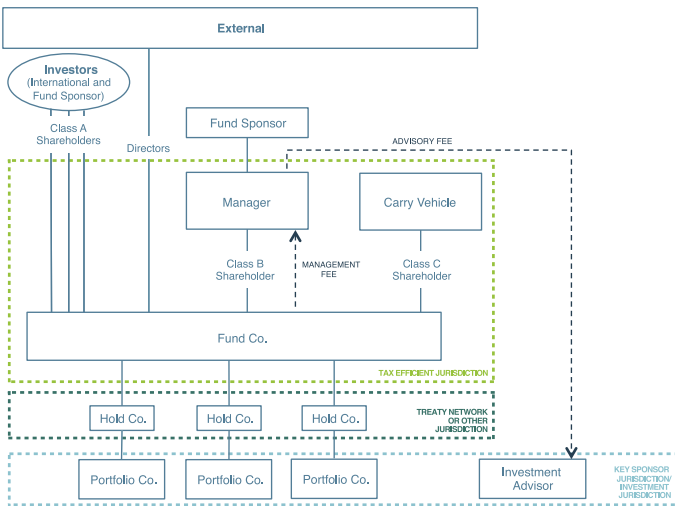 External
Investors
(International and
Fund Sponsor)
Class A
Shareholders
Directors
Fund Sponsor
ADVISORY FEE
Manager
Carry Vehicle
Class B
Shareholder
MANAGEMENT
FEE
Class C
Shareholder
Fund Co.
TAX EFFICIENT JURISDICTION
Hold Co.
Hold Co.
Hold Co.
TREATY NETWORK
OR OTHER
JURISDICTION
Portfolio Co.
Portfolio Co.
Portfolio Co.
Investment
Advisor
KEY SPONSOR
JURISDICTION/
INVESTMENT
JURISDICTION